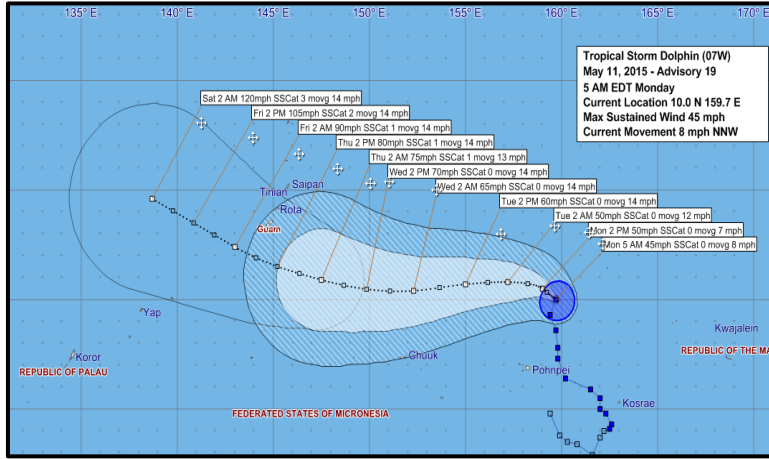 135° E 140° E 145° E 150° E 155° E 160° E 165° E 170° E
Tropical Storm Dolphin (07W)
May 11, 2015 - Advisory 19
5 AM EDT Monday
Current Location 10.0 N 159.7 E
Max Sustained Wind 45 mph
Current Movement 8 mph NNW
Sat 2 AM 120mph SSCat 3 movg 14 mph
Fri 2 PM 105mph SSCat 2 movg 14 mph
Fri 2 AM 90mph SSCat 1 movg 14 mph
Thu 2 PM 80mph SSCat 1 movg 14 mph
Thu 2 AM 75mph SSCat 1 movg 13 mph
Wed 2 PM 70mph SSCat 0 movg 14 mph
Wed 2 AM 65mph SSCat 0 movg 14 mph
Tue 2 PM 60mph SSCat 0 movg 14 mph
Tue 2 AM 50mph SSCat 0 movg 12 mph
Mon 2 PM 50mph SSCat 0 movg 7 mph
Mon 5 AM 45mph SSCat 0 movg 8 mph
Saipan
Tinian
Rota
Guam
Yap
Kwajalein
Koror
Chuuk
REPUBLIC OF THE MA
REPUBLIC OF PALAU
Pohnpei
Kosrae
FEDERATED STATES OF MICRONESIA